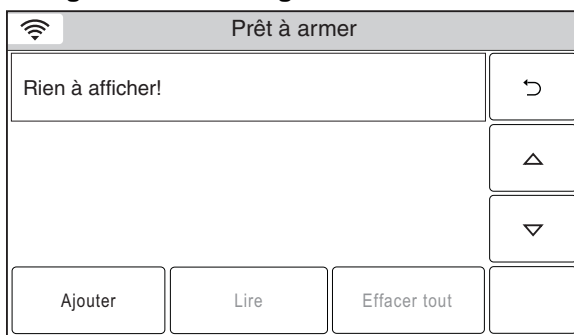 Prêt à armer
Rien à afficher!
Ajouter
Lire
Effacer tout